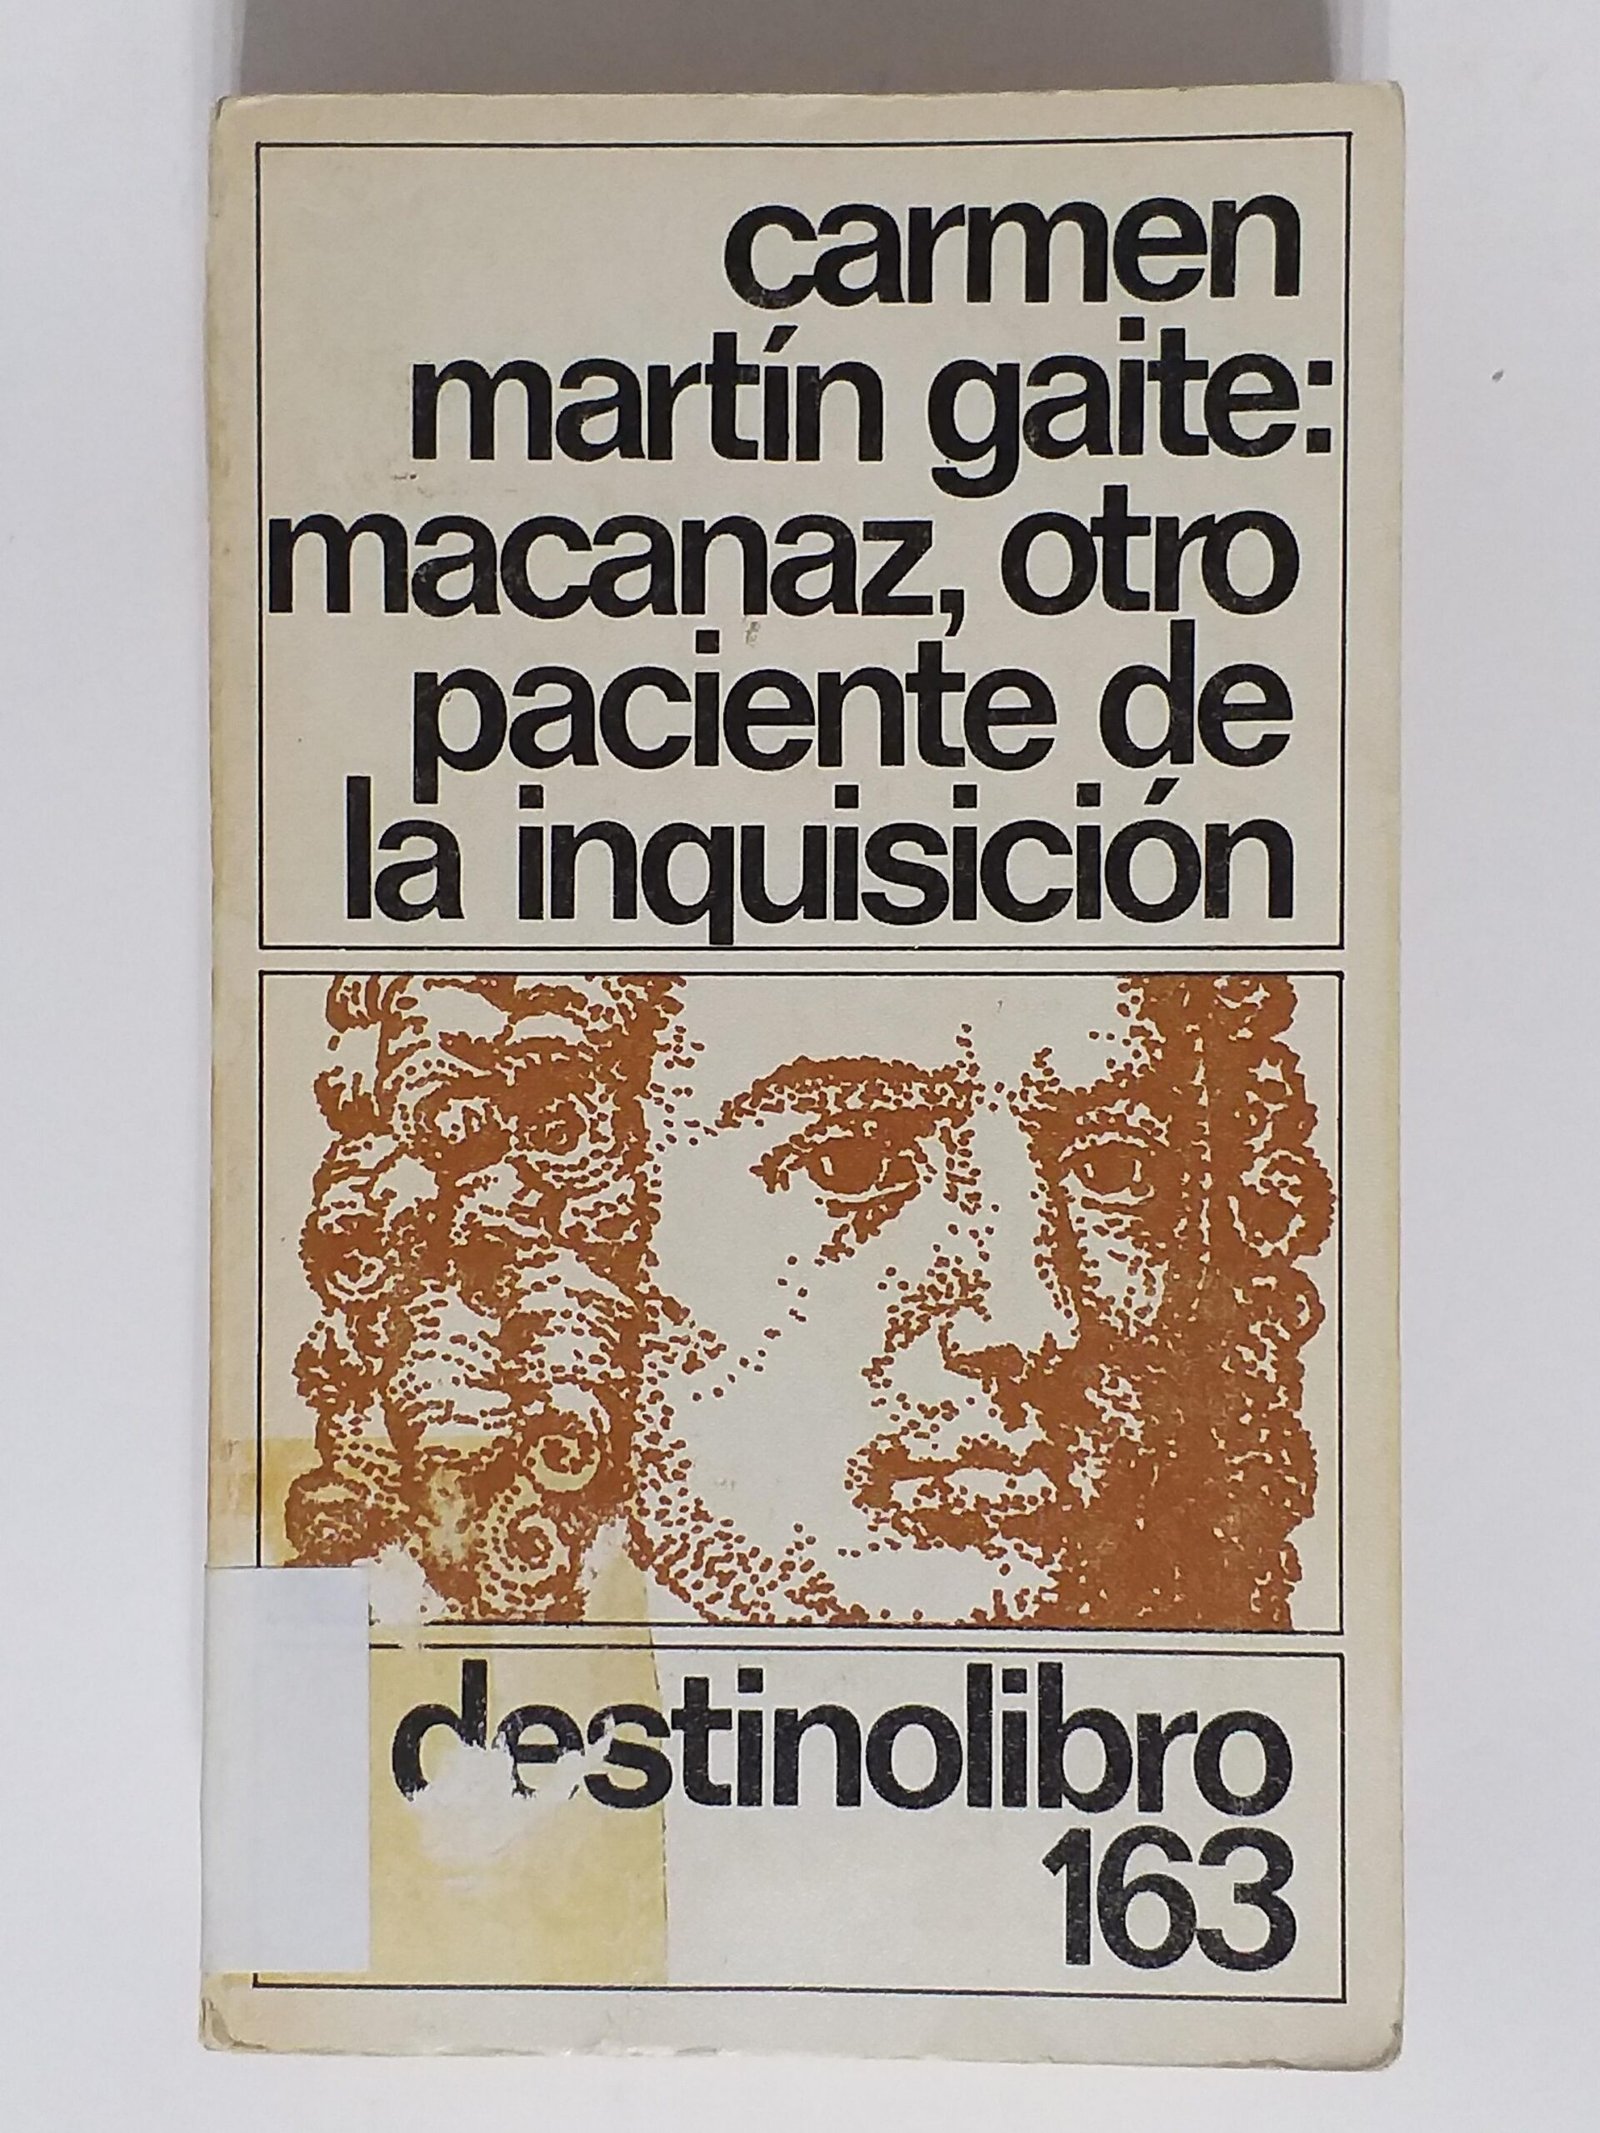 carmen
martín gaite:
macanaz, otro
paciente de
la inquisición
destinolibro
163